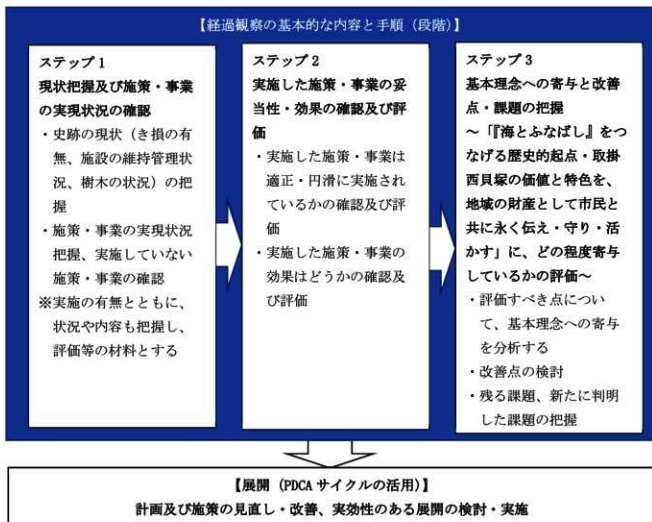 【経過観察の基本的な内容と手順（段階）】
ステップ1
現状把握及び施策・事業
の実現状況の確認
・史跡の現状（き損の有
無、施設の維持管理状
況、樹木の状況）の把
握
・施策・事業の実現状況
把握、実施していない
施策・事業の確認
※実施の有無とともに、
状況や内容も把握し、
評価等の材料とする
ステップ2
実施した施策・事業の妥
当性・効果の確認及び評
価
・実施した施策・事業は
適正・円滑に実施され
ているかの確認及び評
価
・実施した施策・事業の
効果はどうかの確認及
び評価
ステップ3
基本理念への寄与と改善
点・課題の把握
～「『海とふなばし』をつ
なげる歴史的起点・取掛
西貝塚の価値と特色を、
地域の財産として市民と
共に永く伝え・守り・活
かす」に、どの程度寄与
しているかの評価～
・評価すべき点につい
て、基本理念への寄与
を分析する
・改善点の検討
・残る課題、新たに判明
した課題の把握
【展開（PDCAサイクルの活用）】
計画及び施策の見直し・改善、実効性のある展開の検討・実施